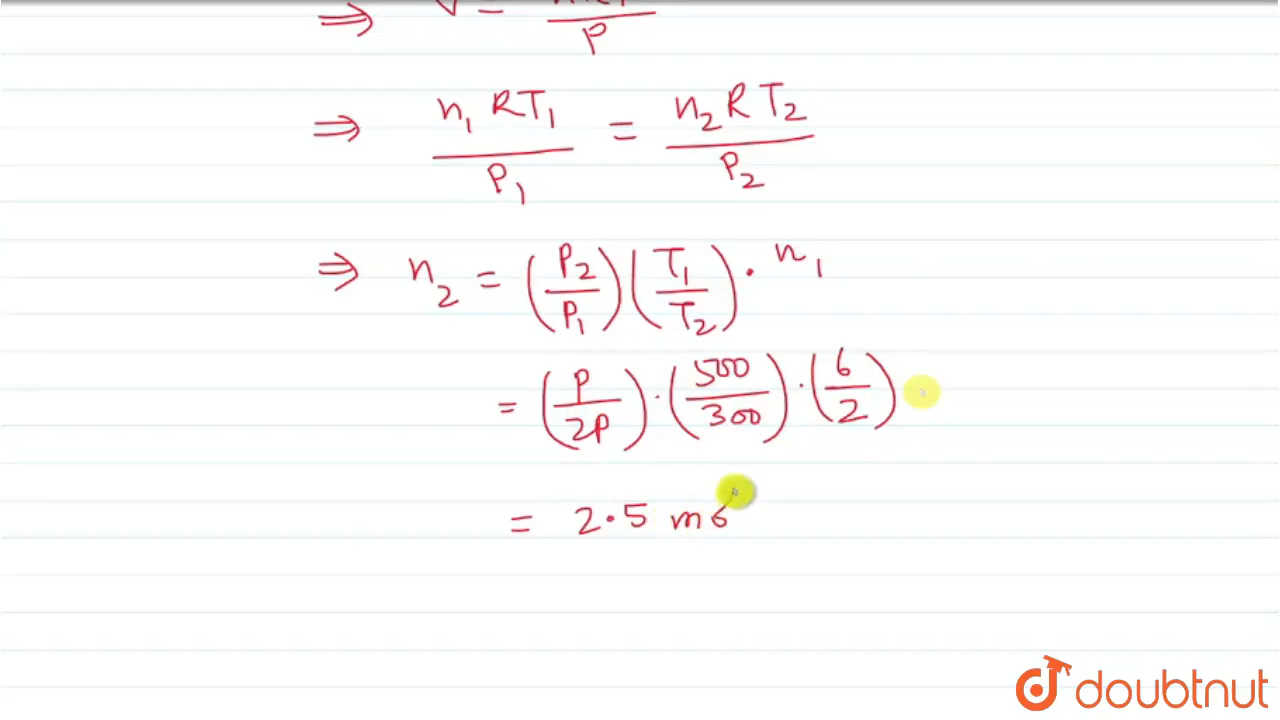 ⇒ V = nRT/P
⇒ n₁RT₁/P₁ = n₂RT₂/P₂
⇒ n₂ = (P₂/P₁)(T₁/T₂)·n₁
= (P/2P)·(500/300)·(6/2)
= 2.5 mo
doubtnut